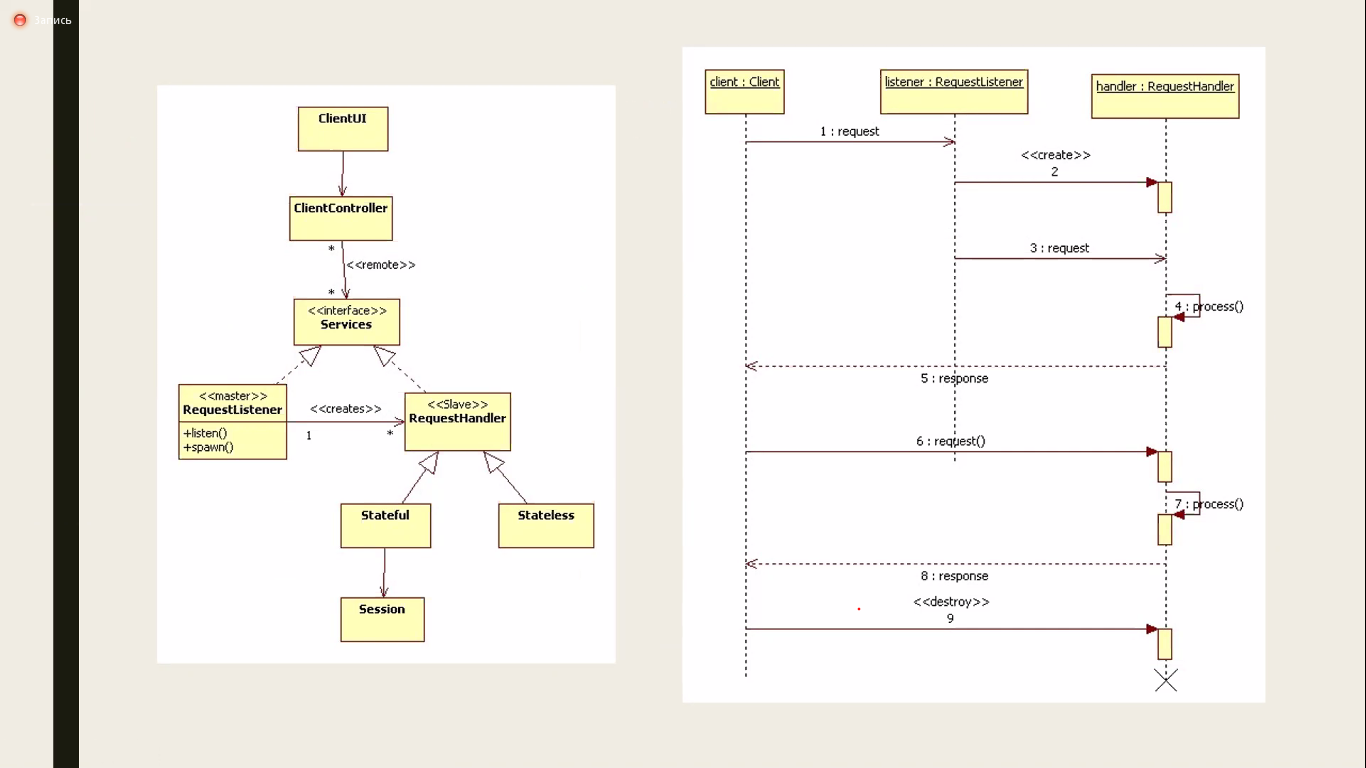 Запись
ClientUI
ClientController
*
<<remote>>
*
<<interface>>
Services
<<master>>
RequestListener
+listen()
+spawn()
<<creates>>
1
*
<<Slave>>
RequestHandler
Stateful
Stateless
Session
client : Client
listener : RequestListener
handler : RequestHandler
1 : request
<<create>>
2
3 : request
4 : process()
5 : response
6 : request()
7 : process()
8 : response
<<destroy>>
9